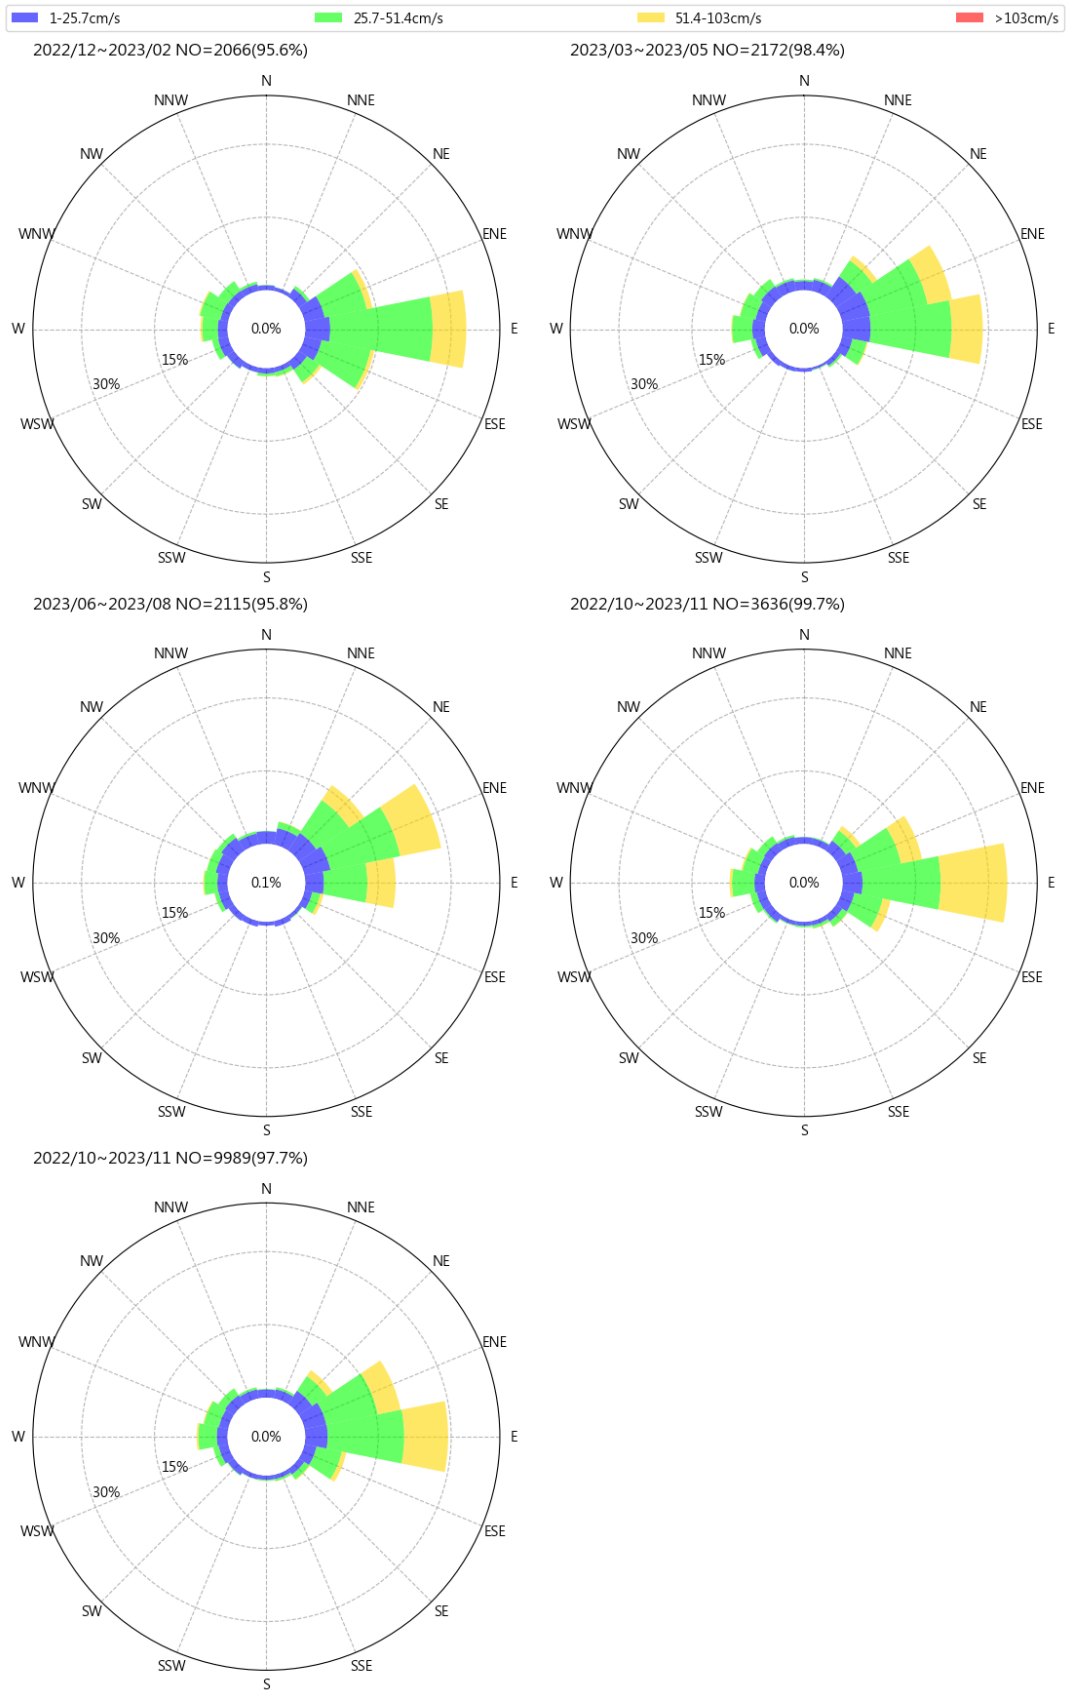 1-25.7cm/s 25.7-51.4cm/s 51.4-103cm/s >103cm/s
2022/12~2023/02 NO=2066(95.6%)
N
NNW NNE
NW NE
WNW ENE
W 0.0% E
15%
30%
WSW ESE
SW SE
SSW SSE
S
2023/03~2023/05 NO=2172(98.4%)
N
NNW NNE
NW NE
WNW ENE
W 0.0% E
15%
30%
WSW ESE
SW SE
SSW SSE
S
2023/06~2023/08 NO=2115(95.8%)
N
NNW NNE
NW NE
WNW ENE
W 0.1% E
15%
30%
WSW ESE
SW SE
SSW SSE
S
2022/10~2023/11 NO=3636(99.7%)
N
NNW NNE
NW NE
WNW ENE
W 0.0% E
15%
30%
WSW ESE
SW SE
SSW SSE
S
2022/10~2023/11 NO=9989(97.7%)
N
NNW NNE
NW NE
WNW ENE
W 0.0% E
15%
30%
WSW ESE
SW SE
SSW SSE
S